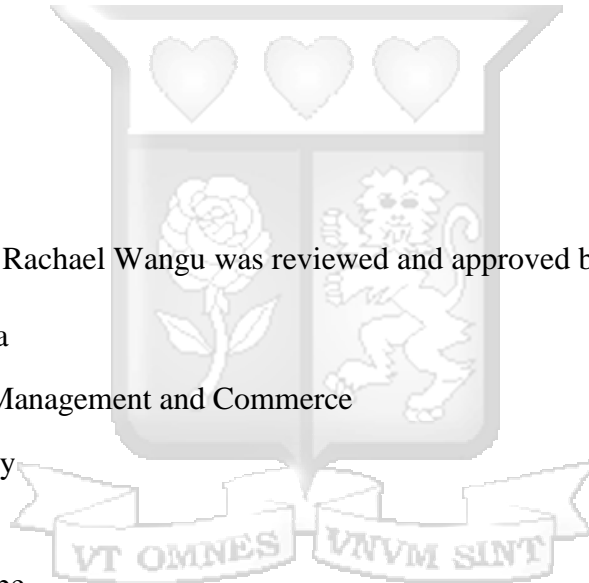 Rachael Wangu was reviewed and approved b
a
Management and Commerce
y
VT OMNES VNVM SINT